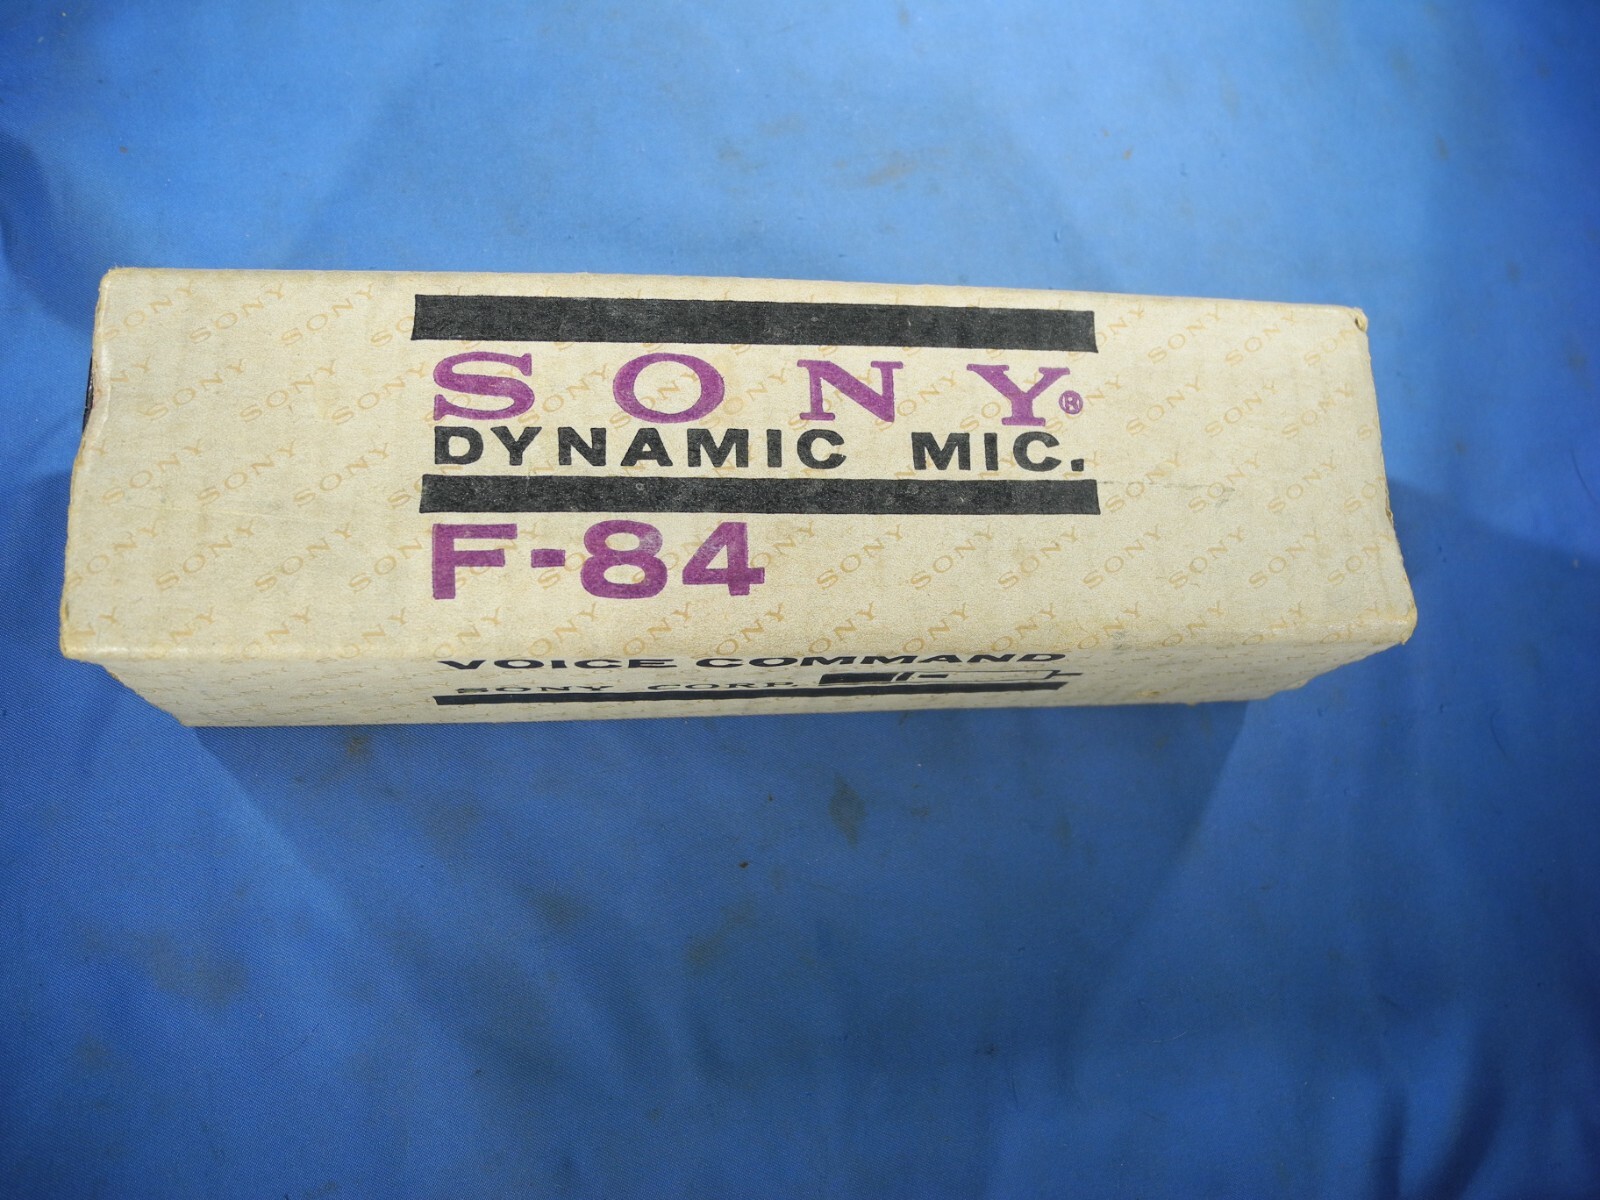 SONY®
DYNAMIC MIC.
F-84
VOICE COMMAND
SONY CORP.